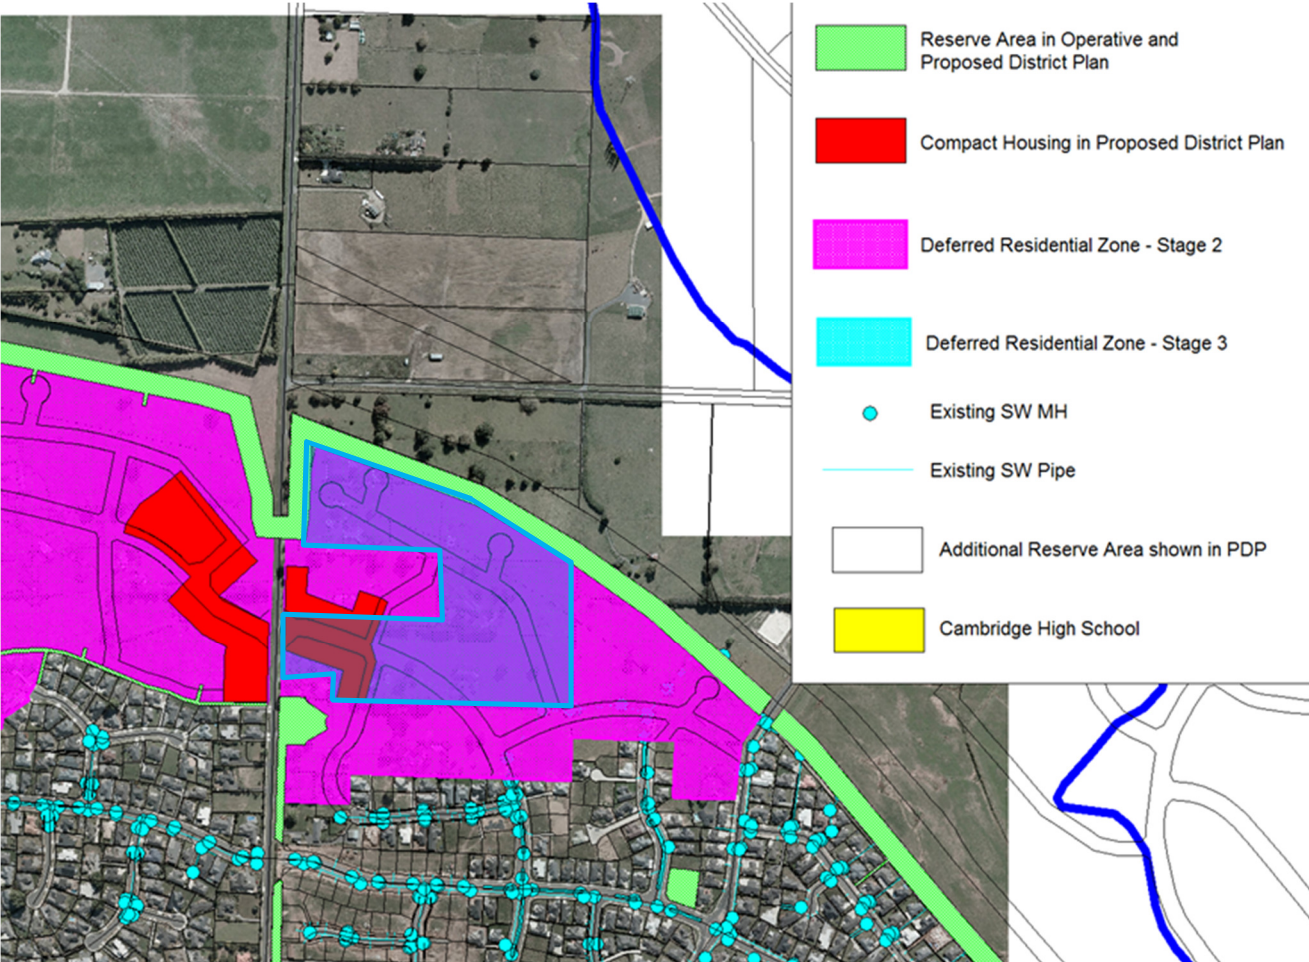 Reserve Area in Operative and
Proposed District Plan
Compact Housing in Proposed District Plan
Deferred Residential Zone - Stage 2
Deferred Residential Zone - Stage 3
Existing SW MH
Existing SW Pipe
Additional Reserve Area shown in PDP
Cambridge High School